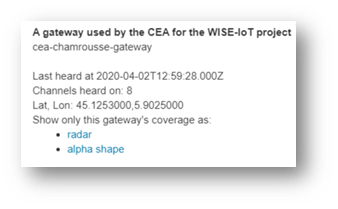 A gateway used by the CEA for the WISE-IoT project
cea-chamrousse-gateway
Last heard at 2020-04-02T12:59:28.000Z
Channels heard on: 8
Lat, Lon: 45.1253000,5.9025000
Show only this gateway's coverage as:
• radar
• alpha shape